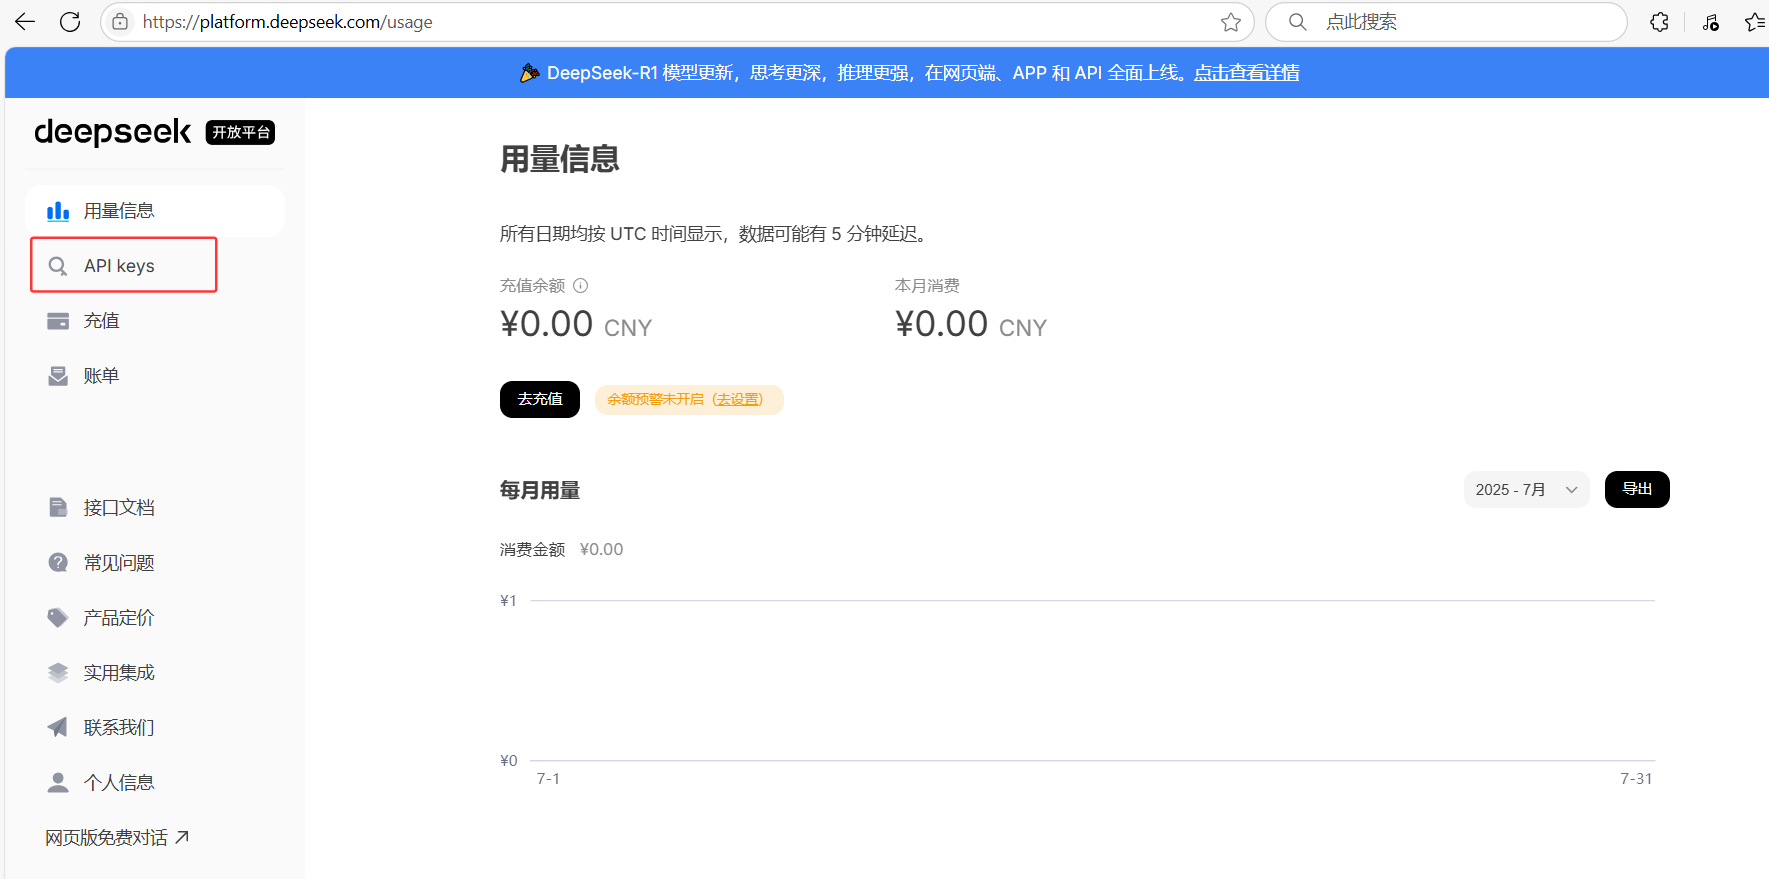 https://platform.deepseek.com/usage
点此搜索
DeepSeek-R1 模型更新，思考更深，推理更强，在网页端、APP 和 API 全面上线。点击查看详情
deepseek 开放平台
用量信息
API keys
充值
账单
接口文档
常见问题
产品定价
实用集成
联系我们
个人信息
网页版免费对话
用量信息
所有日期均按 UTC 时间显示，数据可能有 5 分钟延迟。
充值余额 本月消费
¥0.00 CNY ¥0.00 CNY
去充值 余额预警未开启（去设置）
每月用量 2025 - 7月 导出
消费金额 ¥0.00
¥1
¥0
7-1 7-31